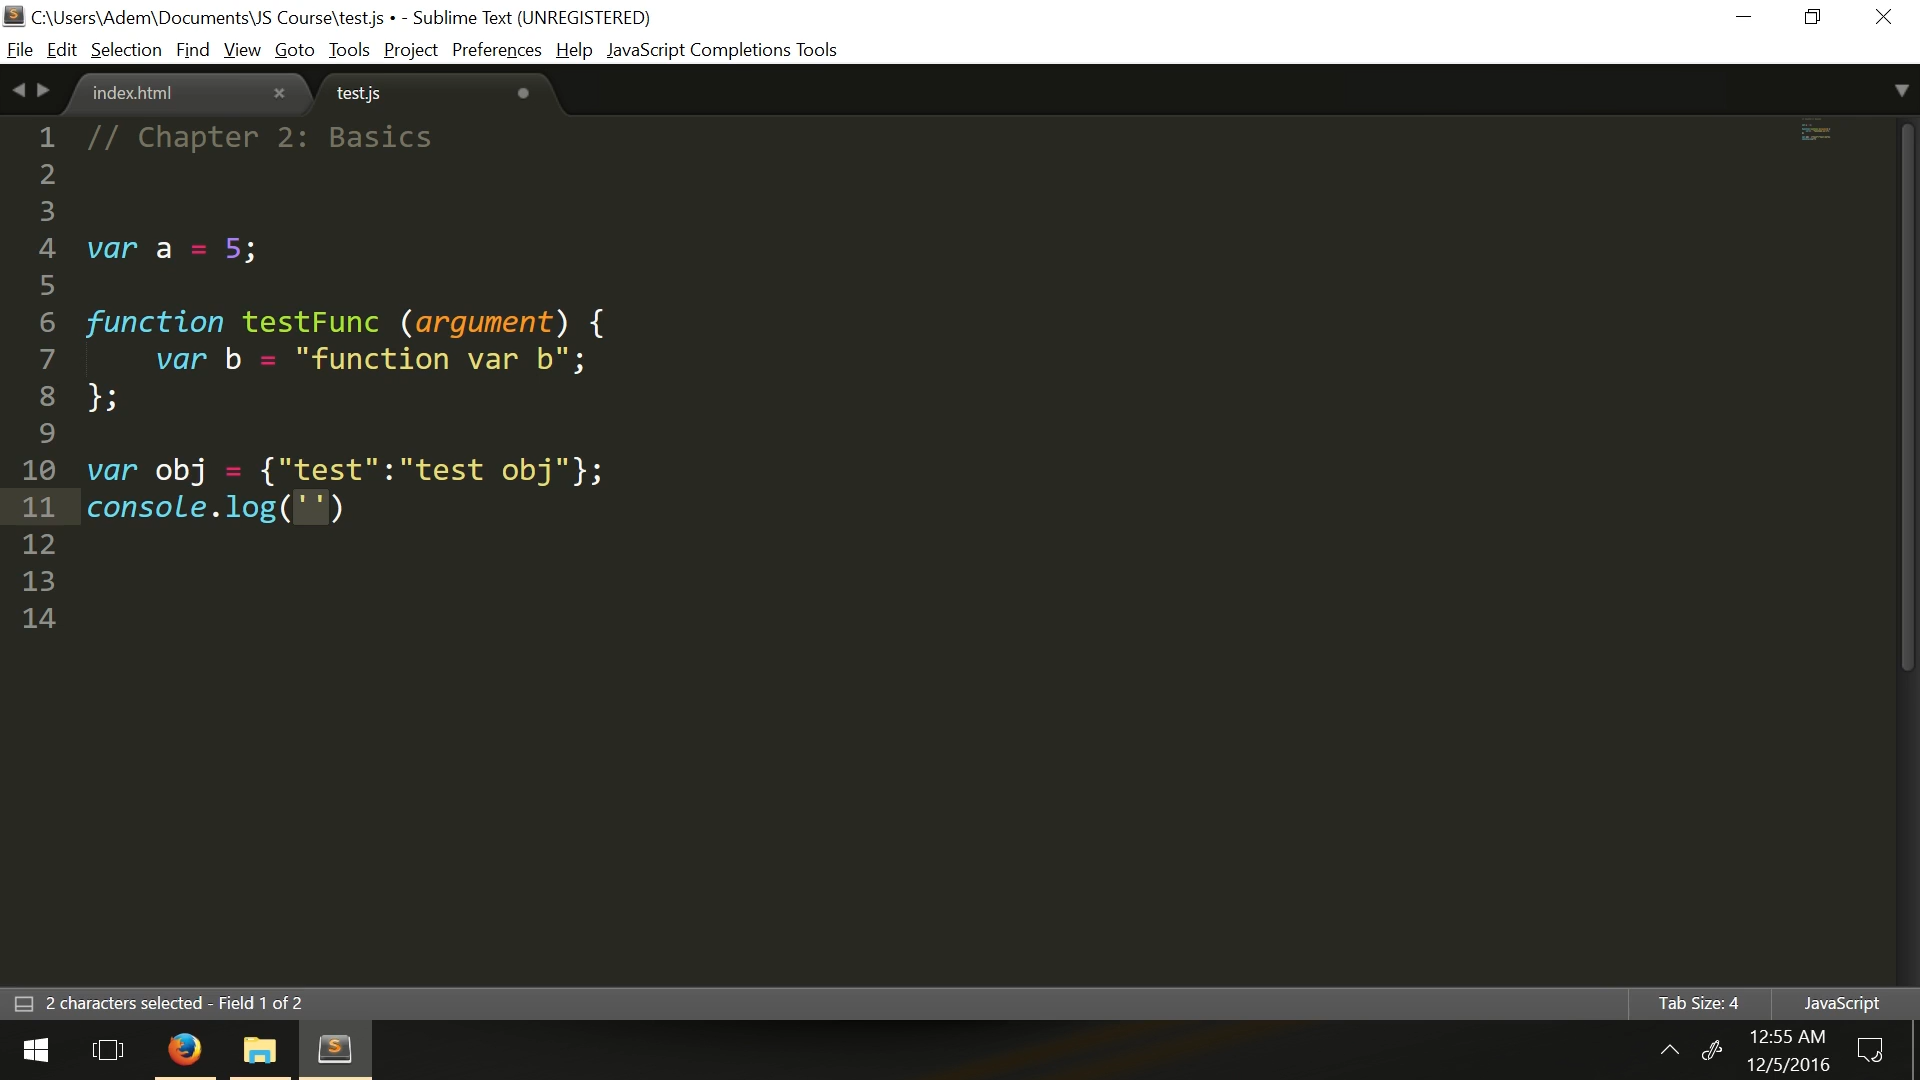 C:\Users\Adem\Documents\JS Course\test.js • - Sublime Text (UNREGISTERED)
File Edit Selection Find View Goto Tools Project Preferences Help JavaScript Completions Tools
index.html × test.js
1 // Chapter 2: Basics
2
3
4 var a = 5;
5
6 function testFunc (argument) {
7 var b = "function var b";
8 };
9
10 var obj = {"test":"test obj"};
11 console.log('')
12
13
14
2 characters selected - Field 1 of 2 Tab Size: 4 JavaScript
12:55 AM
12/5/2016